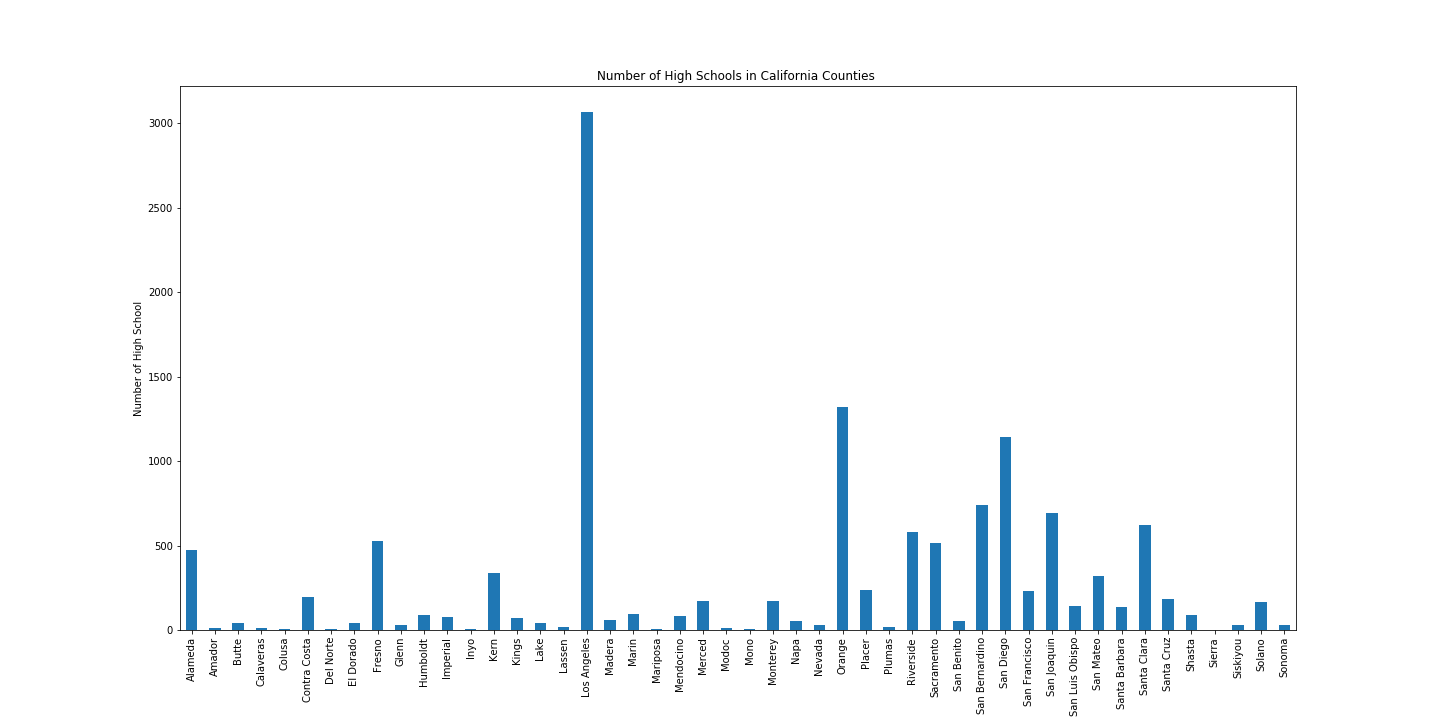 Number of High Schools in California Counties
Number of High School
3000
2500
2000
1500
1000
500
0
Alameda
Amador
Butte
Calaveras
Colusa
Contra Costa
Del Norte
El Dorado
Fresno
Glenn
Humboldt
Imperial
Inyo
Kern
Kings
Lake
Lassen
Los Angeles
Madera
Marin
Mariposa
Mendocino
Merced
Modoc
Mono
Monterey
Napa
Nevada
Orange
Placer
Plumas
Riverside
Sacramento
San Benito
San Bernardino
San Diego
San Francisco
San Joaquin
San Luis Obispo
San Mateo
Santa Barbara
Santa Clara
Santa Cruz
Shasta
Sierra
Siskiyou
Solano
Sonoma